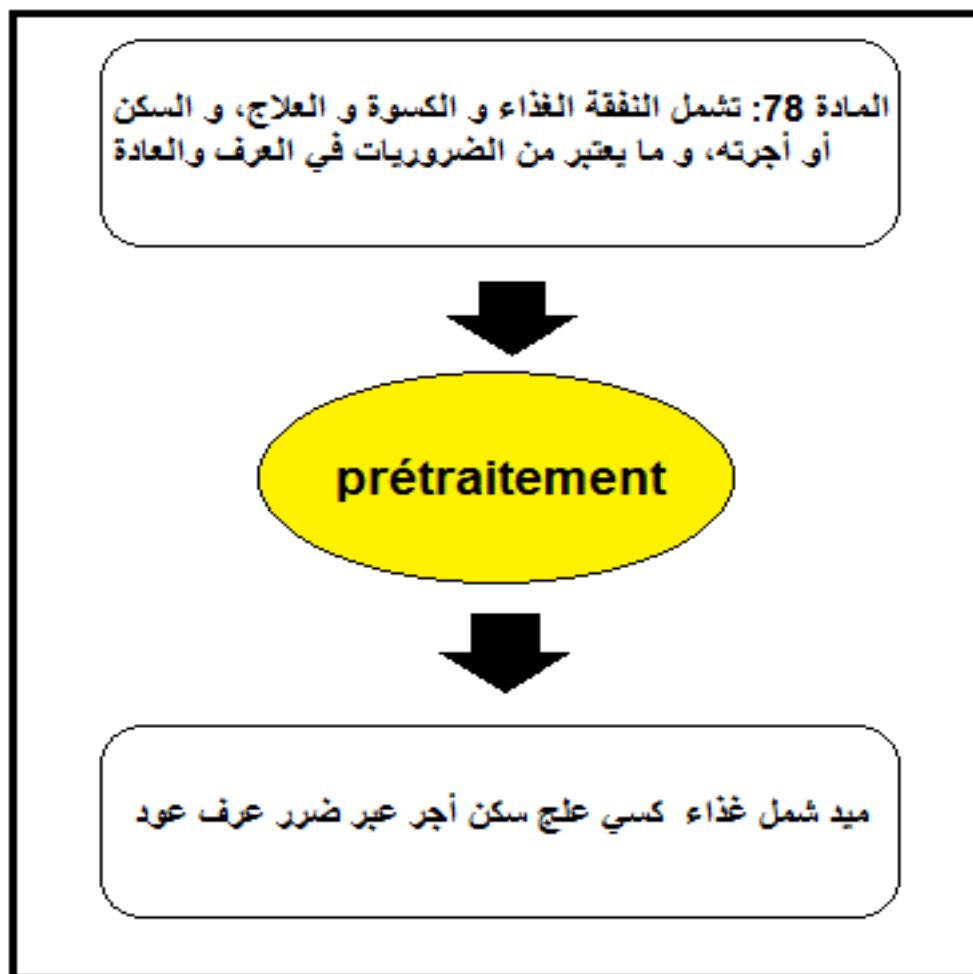 المادة 78: تشمل النفقة الغذاء و الكسوة و العلاج، و السكن
أو أجرته، و ما يعتبر من الضروريات في العرف والعادة
prétraitement
ميد شمل غذاء كسي علج سكن أجر عبر ضرر عرف عود